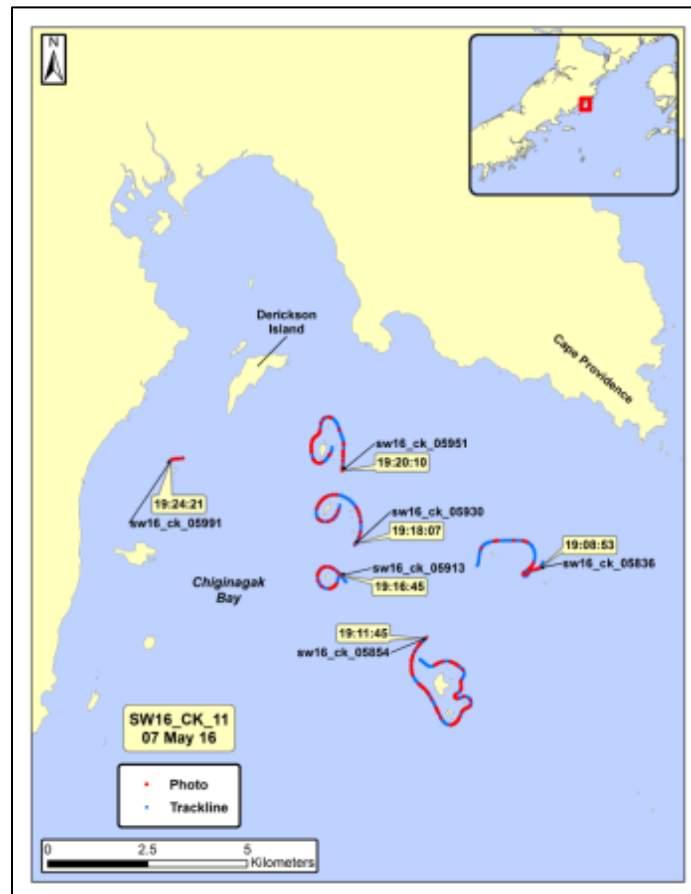 N
Derickson
Island
Cape Providence
sw16_ck_05951
19:20:10
19:24:21
sw16_ck_05991
sw16_ck_05930
19:18:07
19:08:53
sw16_ck_05836
sw16_ck_05913
19:16:45
Chiginagak
Bay
19:11:45
sw16_ck_05854
SW16_CK_11
07 May 16
Photo
Trackline
0 2.5 5
Kilometers